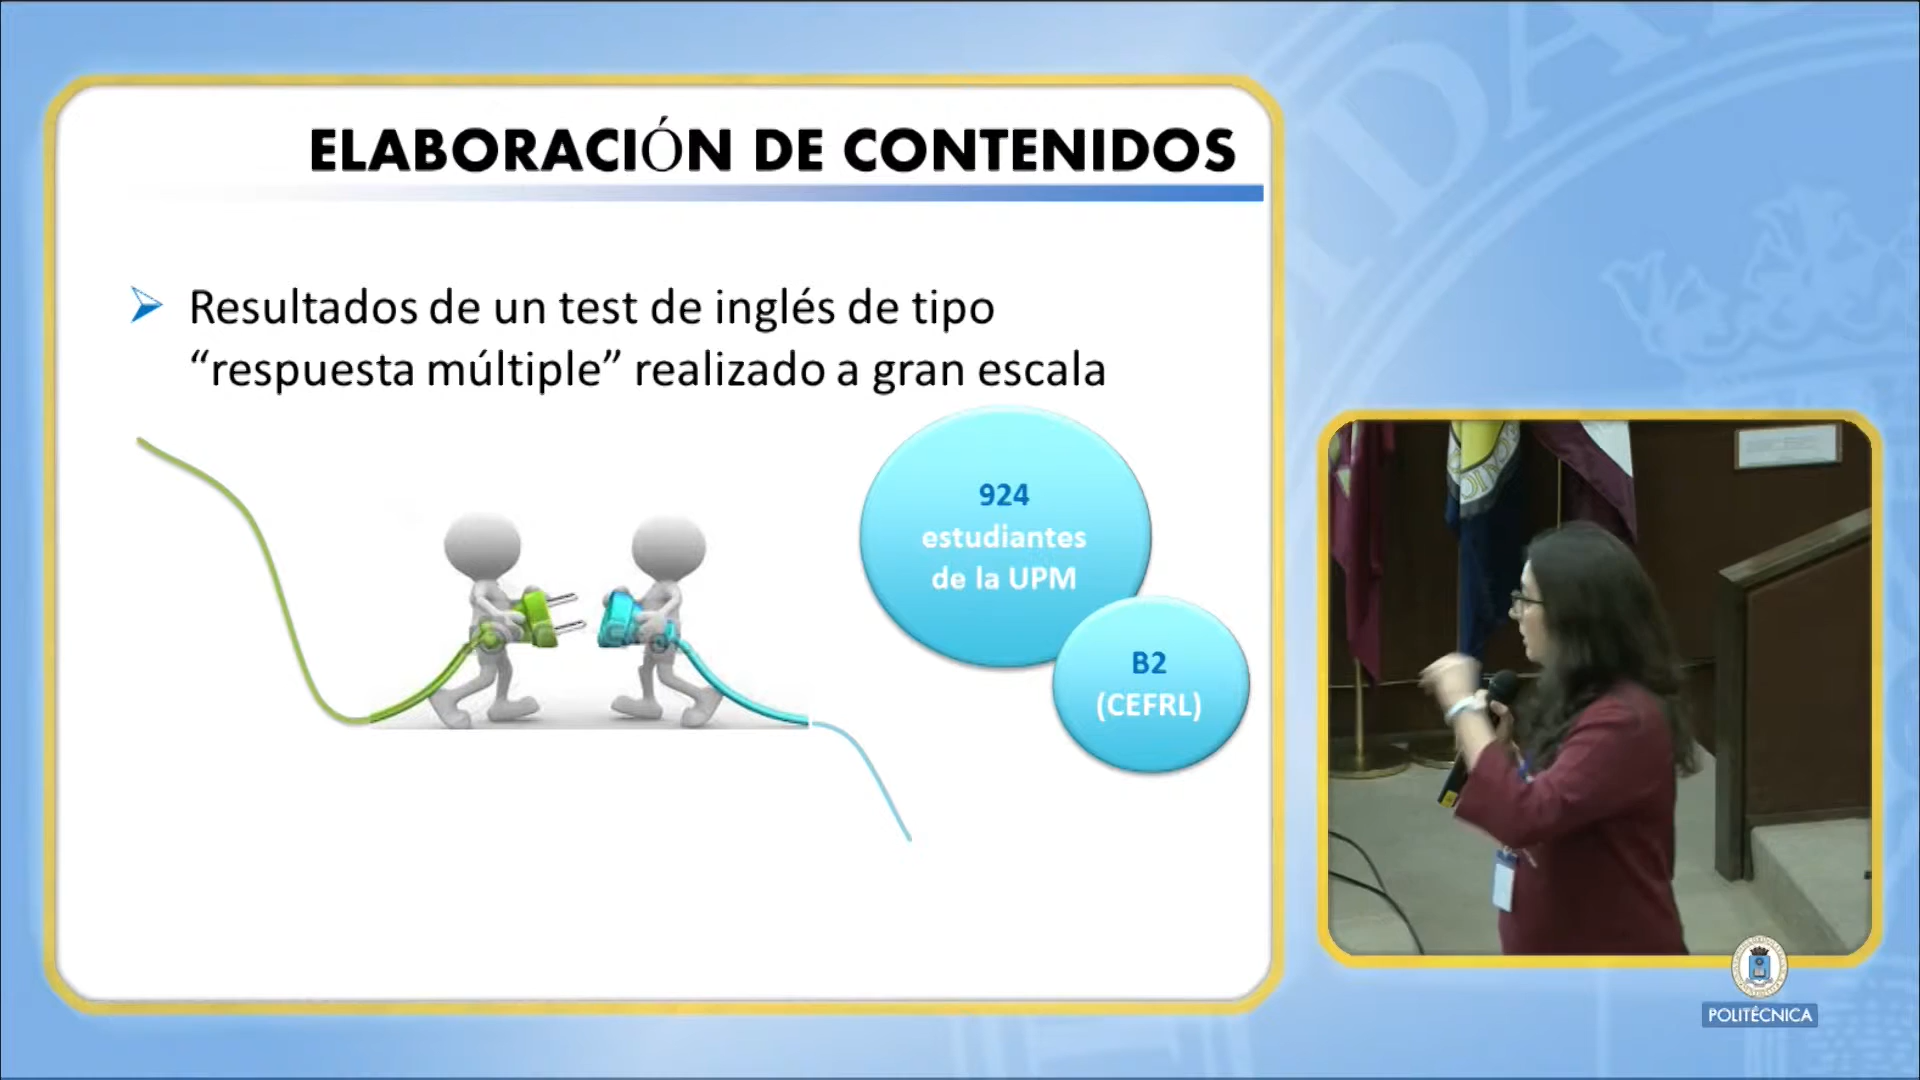 ELABORACIÓN DE CONTENIDOS
Resultados de un test de inglés de tipo
“respuesta múltiple” realizado a gran escala
924
estudiantes
de la UPM
B2
(CEFRL)
POLITÉCNICA